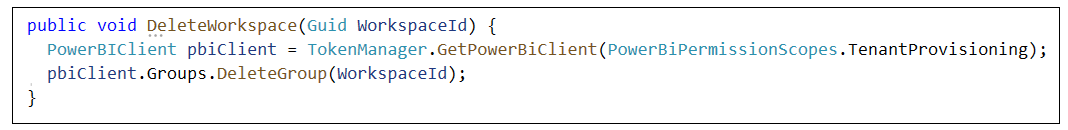 public void DeleteWorkspace(Guid WorkspaceId) {
  PowerBIClient pbiClient = TokenManager.GetPowerBiClient(PowerBiPermissionScopes.TenantProvisioning);
  pbiClient.Groups.DeleteGroup(WorkspaceId);
}